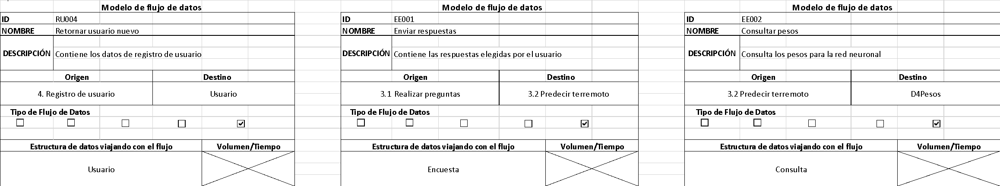 Modelo de flujo de datos
ID RU004
NOMBRE Retornar usuario nuevo
DESCRIPCIÓN Contiene los datos de registro de usuario
Origen Destino
4. Registro de usuario Usuario
Tipo de Flujo de Datos
Estructura de datos viajando con el flujo Volumen/Tiempo
Usuario
Modelo de flujo de datos
ID EE001
NOMBRE Enviar respuestas
DESCRIPCIÓN Contiene las respuestas elegidas por el usuario
Origen Destino
3.1 Realizar preguntas 3.2 Predecir terremoto
Tipo de Flujo de Datos
Estructura de datos viajando con el flujo Volumen/Tiempo
Encuesta
Modelo de flujo de datos
ID EE002
NOMBRE Consultar pesos
DESCRIPCIÓN Consulta los pesos para la red neuronal
Origen Destino
3.2 Predecir terremoto D4Pesos
Tipo de Flujo de Datos
Estructura de datos viajando con el flujo Volumen/Tiempo
Consulta